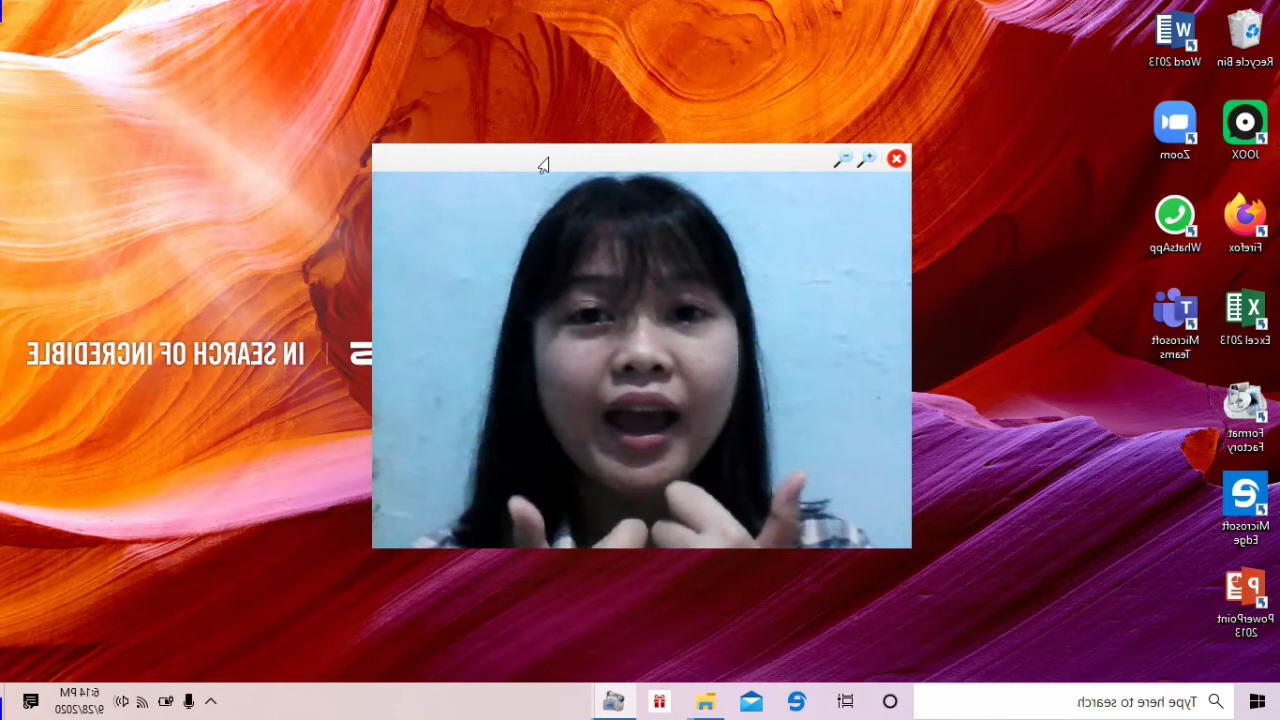 Recycle Bin
Word 2013
JOOX
Zoom
Firefox
WhatsApp
Excel 2013
Microsoft
Teams
Format
Factory
Microsoft
Edge
PowerPoint
2013
IN SEARCH OF INCREDIBLE
Type here to search
6:14 PM
9/28/2020